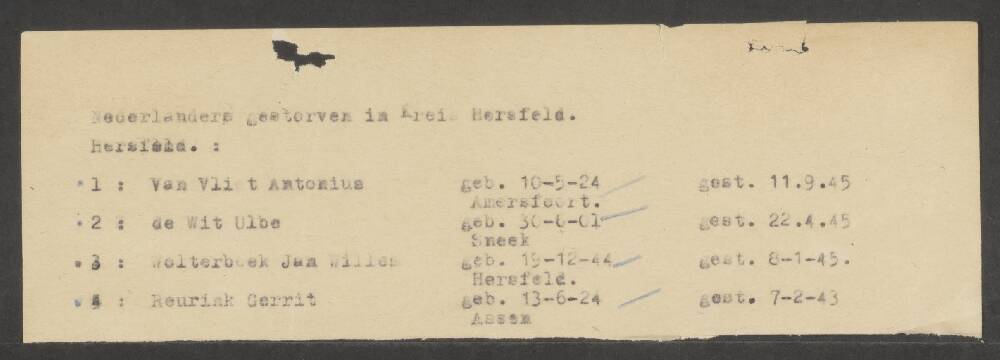 Nederlanders gestorven in Kreis Hersfeld.
Hersfeld. :
1 : Van Vliet Antonius geb. 10-5-24 gest. 11.9.45
Amersfoort.
2 : de Wit Ulbe geb. 30-6-01 gest. 22.4.45
Sneek
3 : Wolterbeek Jan Willem geb. 19-12-44 gest. 8-1-45.
Hersfeld.
4 : Reurink Gerrit geb. 13-6-24 gest. 7-2-43
Assen